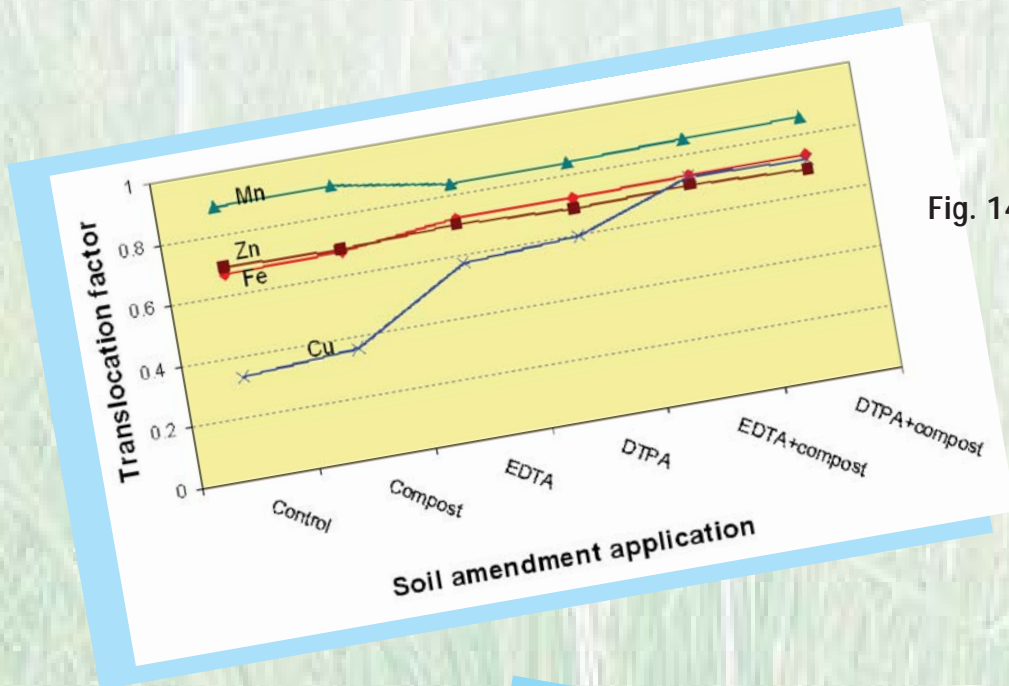 Fig. 14
Translocation factor
1
0.8
0.6
0.4
0.2
0
Mn
Zn
Fe
Cu
Control
Compost
EDTA
DTPA
EDTA+compost
DTPA+compost
Soil amendment application